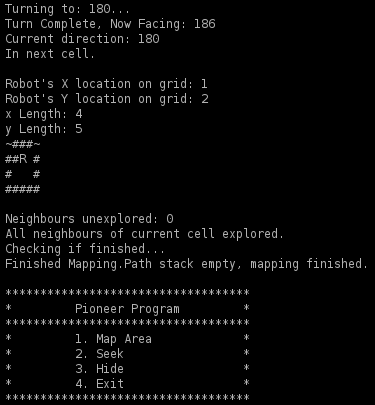 Turning to: 180...
Turn Complete, Now Facing: 186
Current direction: 180
In next cell.

Robot's X location on grid: 1
Robot's Y location on grid: 2
x Length: 4
y Length: 5
~###~
##R #
#   #
#####

Neighbours unexplored: 0
All neighbours of current cell explored.
Checking if finished...
Finished Mapping.Path stack empty, mapping finished.

***********************************
*         Pioneer Program         *
***********************************
*         1. Map Area             *
*         2. Seek                 *
*         3. Hide                 *
*         4. Exit                 *
***********************************